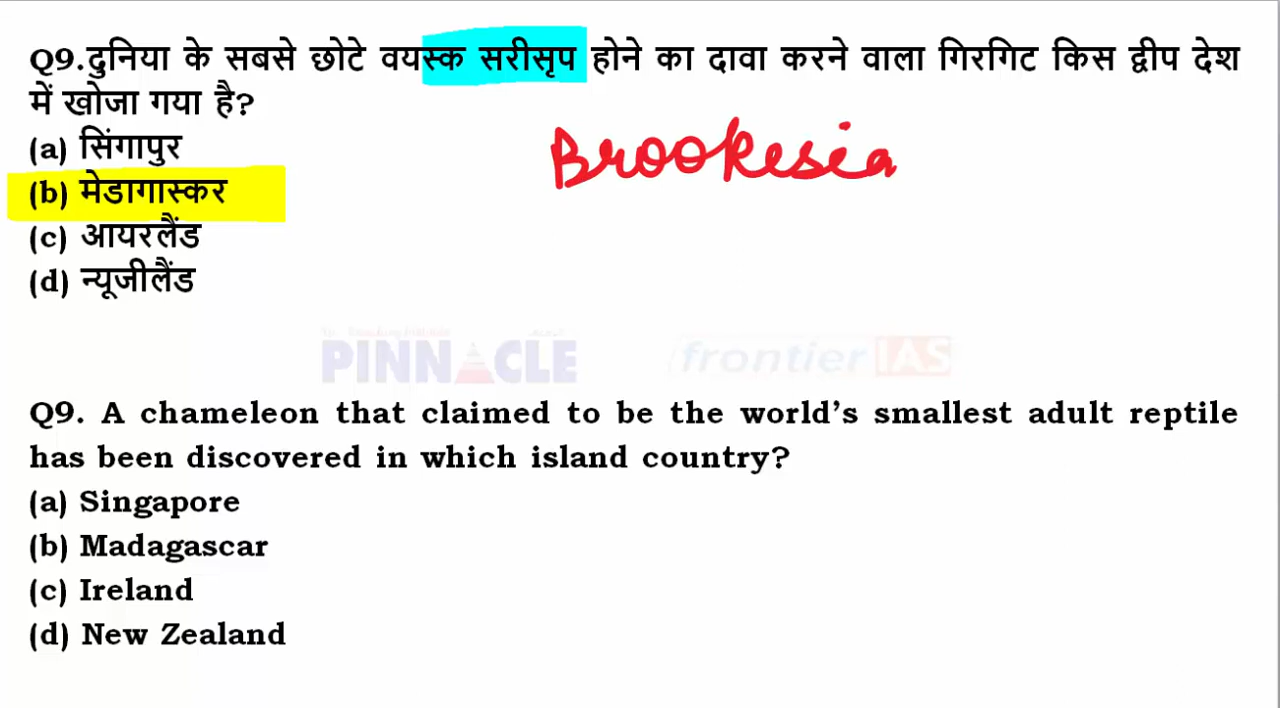 Q9.दुनिया के सबसे छोटे वयस्क सरीसृप होने का दावा करने वाला गिरगिट किस द्वीप देश
में खोजा गया है?
(a) सिंगापुर
Brookesia
(b) मेडागास्कर
(c) आयरलैंड
(d) न्यूजीलैंड
PINNACLE frontier IAS
Q9. A chameleon that claimed to be the world’s smallest adult reptile
has been discovered in which island country?
(a) Singapore
(b) Madagascar
(c) Ireland
(d) New Zealand